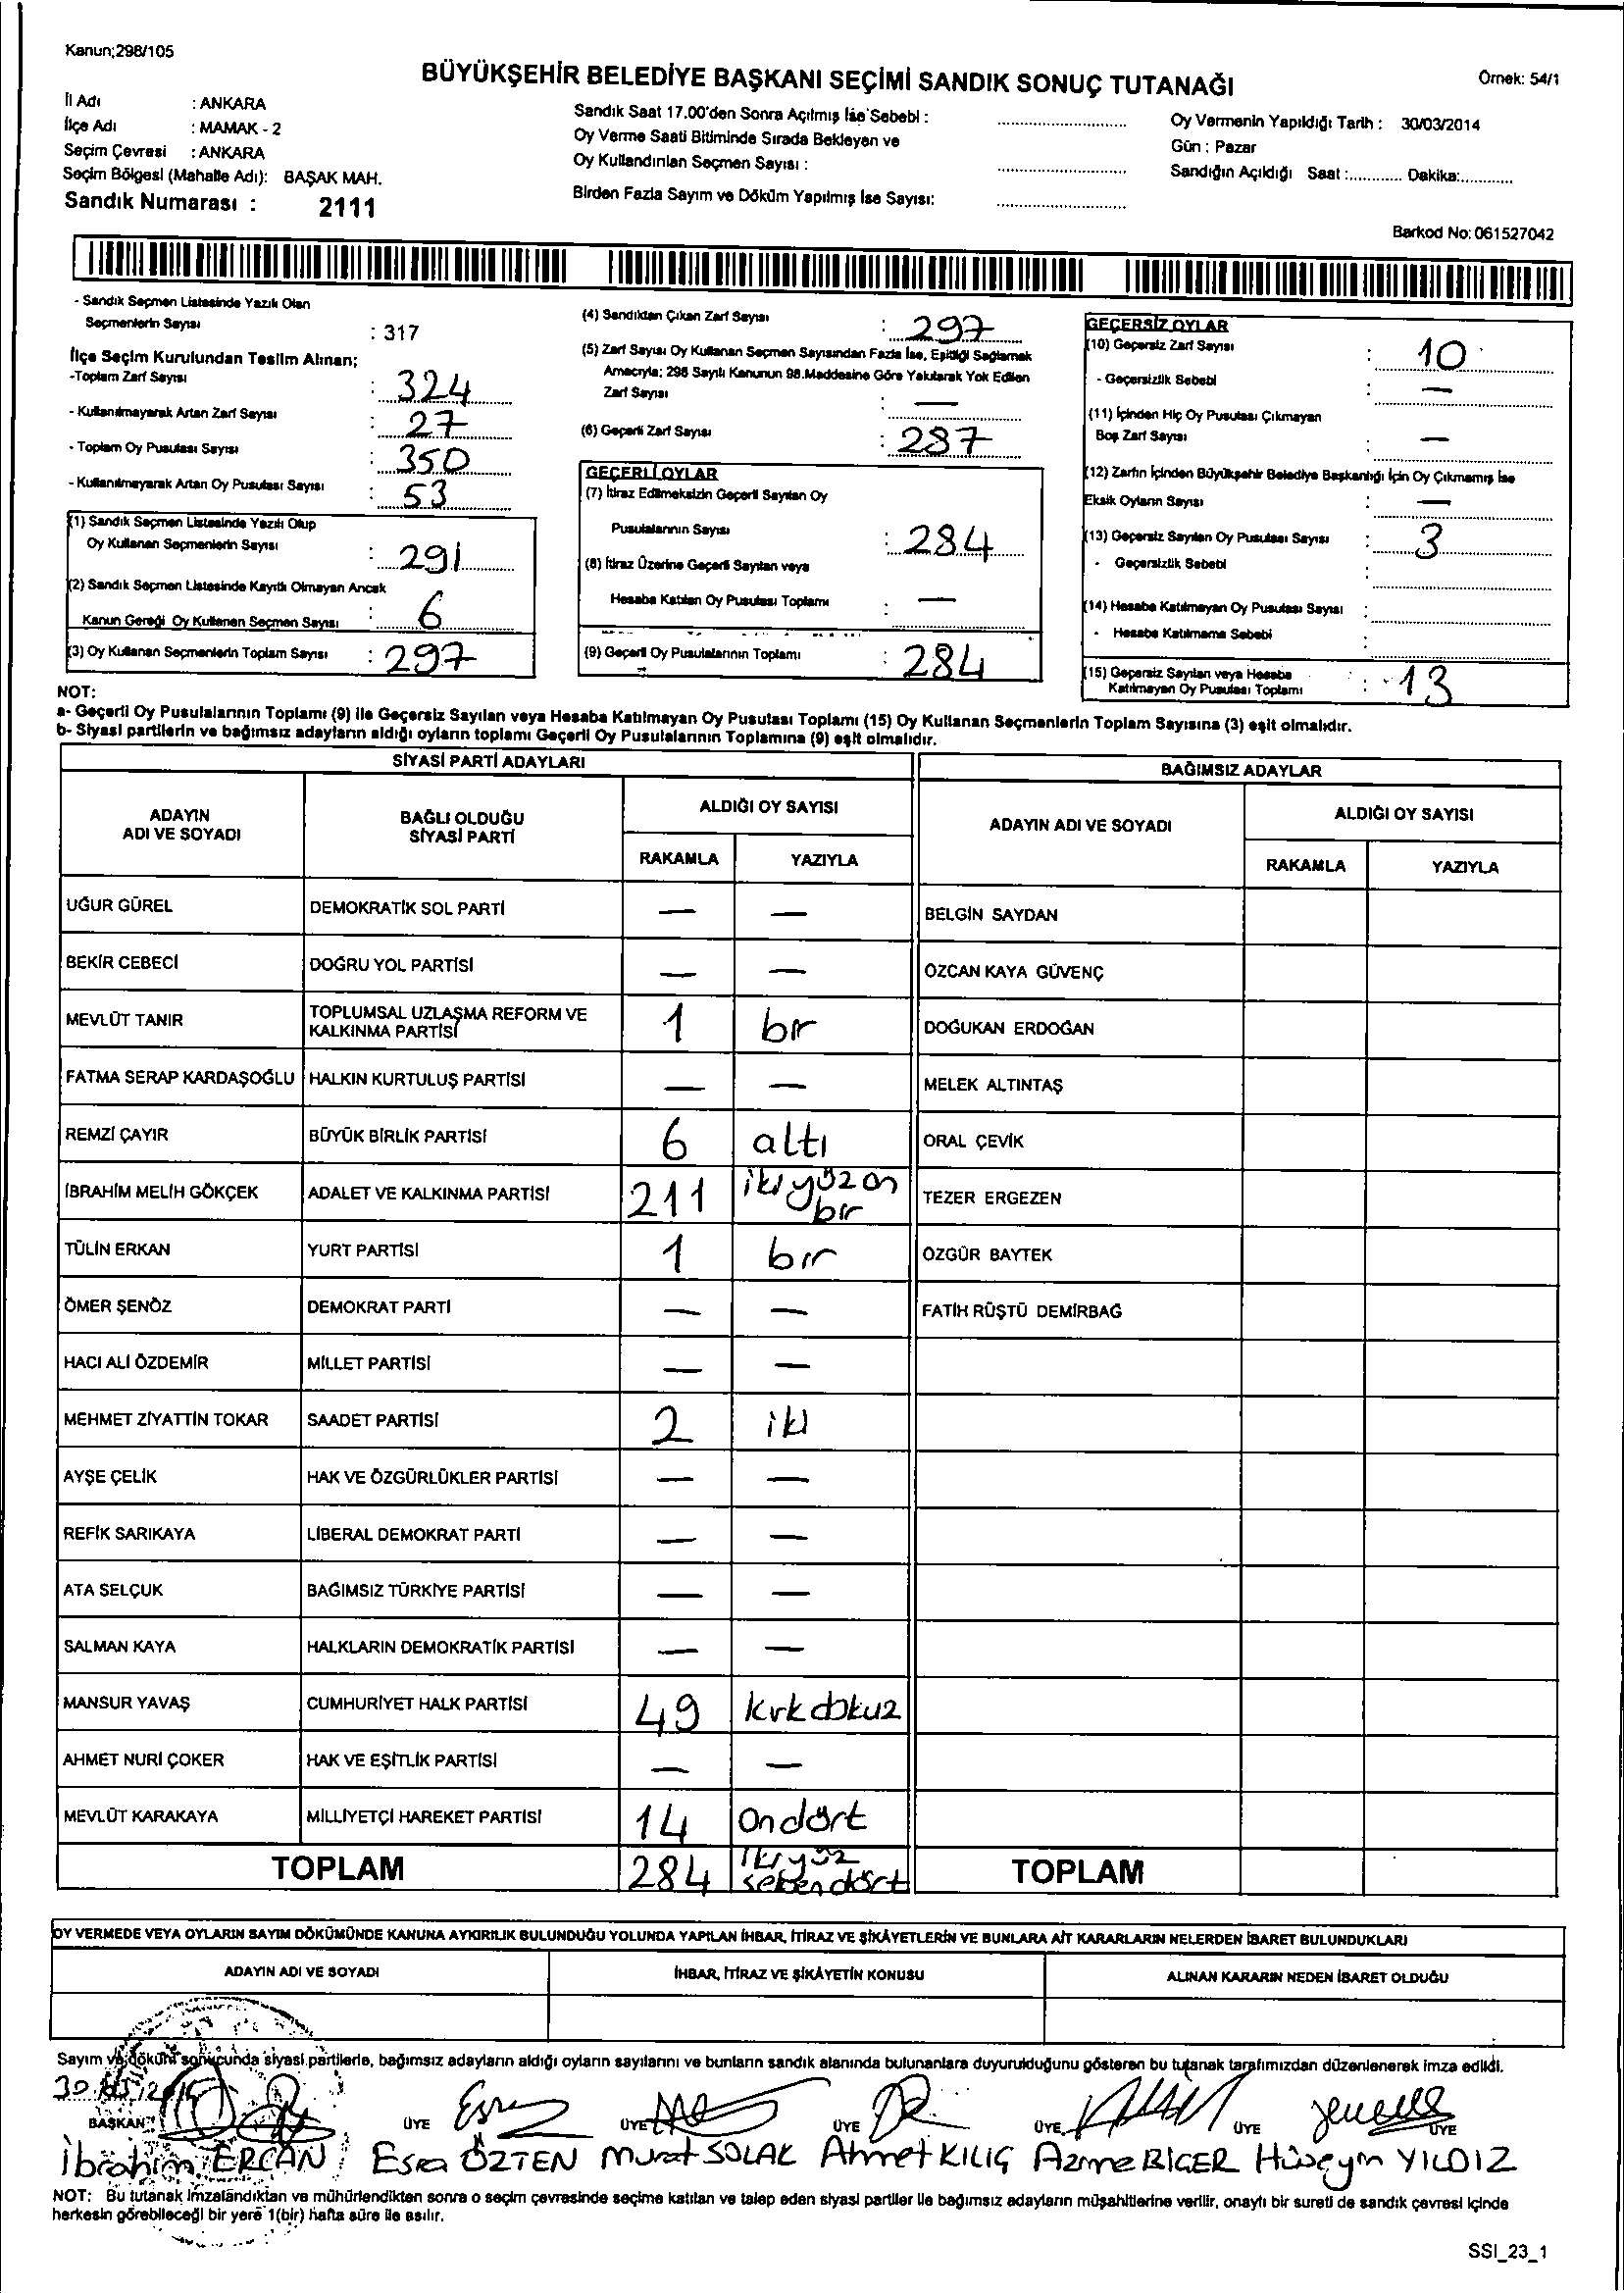 Kanun;298/105
BÜYÜKŞEHİR BELEDİYE BAŞKANI SEÇİMİ SANDIK SONUÇ TUTANAĞI
Örnek: 54/1
İl Adı : ANKARA
İlçe Adı : MAMAK - 2
Seçim Çevresi : ANKARA
Seçim Bölgesi (Mahalle Adı): BAŞAK MAH.
Sandık Numarası : 2111
Sandık Saat 17.00'den Sonra Açılmış İse Sebebi :
Oy Verme Saati Bitiminde Sırada Bekleyen ve
Oy Kullandırılan Seçmen Sayısı :
Birden Fazla Sayım ve Döküm Yapılmış İse Sayısı:
Oy Vermenin Yapıldığı Tarih : 30/03/2014
Gün : Pazar
Sandığın Açıldığı Saat :............ Dakika:............
Barkod No: 061527042
- Sandık Seçmen Listesinde Yazılı Olan
Seçmenlerin Sayısı : 317
İlçe Seçim Kurulundan Teslim Alınan;
-Toplam Zarf Sayısı : 324
- Kullanılmayarak Artan Zarf Sayısı : 27
- Toplam Oy Pusulası Sayısı : 350
- Kullanılmayarak Artan Oy Pusulası Sayısı : 53
(1) Sandık Seçmen Listesinde Yazılı Olup
Oy Kullanan Seçmenlerin Sayısı : 291
(2) Sandık Seçmen Listesinde Kayıtlı Olmayan Ancak
Kanun Gereği Oy Kullanan Seçmen Sayısı : 6
(3) Oy Kullanan Seçmenlerin Toplam Sayısı : 297
(4) Sandıktan Çıkan Zarf Sayısı : 297
(5) Zarf Sayısı Oy Kullanan Seçmen Sayısından Fazla İse, Eşitliği Sağlamak
Amacıyla; 298 Sayılı Kanunun 98.Maddesine Göre Yakılarak Yok Edilen
Zarf Sayısı : —
(6) Geçerli Zarf Sayısı : 287
GEÇERLİ OYLAR
(7) İtiraz Edilmeksizin Geçerli Sayılan Oy
Pusulalarının Sayısı : 284
(8) İtiraz Üzerine Geçerli Sayılan veya
Hesaba Katılan Oy Pusulası Toplamı : —
(9) Geçerli Oy Pusulalarının Toplamı : 284
GEÇERSİZ OYLAR
(10) Geçersiz Zarf Sayısı : 10
- Geçersizlik Sebebi : —
(11) İçinden Hiç Oy Pusulası Çıkmayan
Boş Zarf Sayısı : —
(12) Zarfın İçinden Büyükşehir Belediye Başkanlığı İçin Oy Çıkmamış İse
Eksik Oyların Sayısı : —
(13) Geçersiz Sayılan Oy Pusulası Sayısı : 3
- Geçersizlik Sebebi :
(14) Hesaba Katılmayan Oy Pusulası Sayısı :
- Hesaba Katılmama Sebebi :
(15) Geçersiz Sayılan veya Hesaba
Katılmayan Oy Pusulası Toplamı : 13
NOT:
a- Geçerli Oy Pusulalarının Toplamı (9) ile Geçersiz Sayılan veya Hesaba Katılmayan Oy Pusulası Toplamı (15) Oy Kullanan Seçmenlerin Toplam Sayısına (3) eşit olmalıdır.
b- Siyasi partilerin ve bağımsız adayların aldığı oyların toplamı Geçerli Oy Pusulalarının Toplamına (9) eşit olmalıdır.
SİYASİ PARTİ ADAYLARI
BAĞIMSIZ ADAYLAR
ADAYIN
ADI VE SOYADI
BAĞLI OLDUĞU
SİYASİ PARTİ
ALDIĞI OY SAYISI
RAKAMLA YAZIYLA
ADAYIN ADI VE SOYADI
ALDIĞI OY SAYISI
RAKAMLA YAZIYLA
UĞUR GÜREL DEMOKRATİK SOL PARTİ — — BELGİN SAYDAN
BEKİR CEBECİ DOĞRU YOL PARTİSİ — — ÖZCAN KAYA GÜVENÇ
MEVLÜT TANIR TOPLUMSAL UZLAŞMA REFORM VE
KALKINMA PARTİSİ 1 bir DOĞUKAN ERDOĞAN
FATMA SERAP KARDAŞOĞLU HALKIN KURTULUŞ PARTİSİ — — MELEK ALTINTAŞ
REMZİ ÇAYIR BÜYÜK BİRLİK PARTİSİ 6 altı ORAL ÇEVİK
İBRAHİM MELİH GÖKÇEK ADALET VE KALKINMA PARTİSİ 211 ikiyüzon
bir TEZER ERGEZEN
TÜLİN ERKAN YURT PARTİSİ 1 bir ÖZGÜR BAYTEK
ÖMER ŞENÖZ DEMOKRAT PARTİ — — FATİH RÜŞTÜ DEMİRBAĞ
HACI ALİ ÖZDEMİR MİLLET PARTİSİ — —
MEHMET ZİYATTİN TOKAR SAADET PARTİSİ 2 iki
AYŞE ÇELİK HAK VE ÖZGÜRLÜKLER PARTİSİ — —
REFİK SARIKAYA LİBERAL DEMOKRAT PARTİ — —
ATA SELÇUK BAĞIMSIZ TÜRKİYE PARTİSİ — —
SALMAN KAYA HALKLARIN DEMOKRATİK PARTİSİ — —
MANSUR YAVAŞ CUMHURİYET HALK PARTİSİ 49 kırkdokuz
AHMET NURİ ÇOKER HAK VE EŞİTLİK PARTİSİ — —
MEVLÜT KARAKAYA MİLLİYETÇİ HAREKET PARTİSİ 14 ondört
TOPLAM 284 ikiyüz
seksendört TOPLAM
OY VERMEDE VEYA OYLARIN SAYIM DÖKÜMÜNDE KANUNA AYKIRILIK BULUNDUĞU YOLUNDA YAPILAN İHBAR, İTİRAZ VE ŞİKÂYETLERİN VE BUNLARA AİT KARARLARIN NELERDEN İBARET BULUNDUKLARI
ADAYIN ADI VE SOYADI İHBAR, İTİRAZ VE ŞİKÂYETİN KONUSU ALINAN KARARIN NEDEN İBARET OLDUĞU
Sayım ve döküm sonucunda siyasi partilerle, bağımsız adayların aldığı oyların sayılarını ve bunların sandık alanında bulunanlara duyurulduğunu gösteren bu tutanak tarafımızdan düzenlenerek imza edildi.
BAŞKAN ÜYE ÜYE ÜYE ÜYE ÜYE ÜYE
İbrahim ERCAN Esra ÖZTEN Murat SOLAK Ahmet KILIÇ Azme BİÇER Hüseyin YILDIZ
NOT: Bu tutanak imzalandıktan ve mühürlendikten sonra o seçim çevresinde seçime katılan ve talep eden siyasi partiler ile bağımsız adayların müşahitlerine verilir, onaylı bir sureti de sandık çevresi içinde
herkesin görebileceği bir yere 1(bir) hafta süre ile asılır.
SSI_23_1